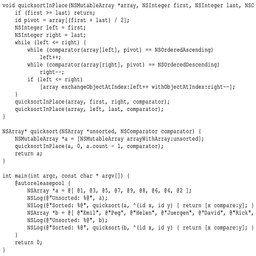 void quicksortInPlace(NSMutableArray *array, NSInteger first, NSInteger last, NSC
    if (first >= last) return;
    id pivot = array[(first + last) / 2];
    NSInteger left = first;
    NSInteger right = last;
    while (left <= right) {
        while (comparator(array[left], pivot) == NSOrderedAscending)
            left++;
        while (comparator(array[right], pivot) == NSOrderedDescending)
            right--;
        if (left <= right)
            [array exchangeObjectAtIndex:left++ withObjectAtIndex:right--];
    }
    quicksortInPlace(array, first, right, comparator);
    quicksortInPlace(array, left, last, comparator);
}

NSArray* quicksort(NSArray *unsorted, NSComparator comparator) {
    NSMutableArray *a = [NSMutableArray arrayWithArray:unsorted];
    quicksortInPlace(a, 0, a.count - 1, comparator);
    return a;
}

int main(int argc, const char * argv[]) {
    @autoreleasepool {
        NSArray *a = @[ @1, @3, @5, @7, @9, @8, @6, @4, @2 ];
        NSLog(@"Unsorted: %@", a);
        NSLog(@"Sorted: %@", quicksort(a, ^(id x, id y) { return [x compare:y]; }
        NSArray *b = @[ @"Emil", @"Peg", @"Helen", @"Juergen", @"David", @"Rick",
        NSLog(@"Unsorted: %@", b);
        NSLog(@"Sorted: %@", quicksort(b, ^(id x, id y) { return [x compare:y]; }
    }
    return 0;
}